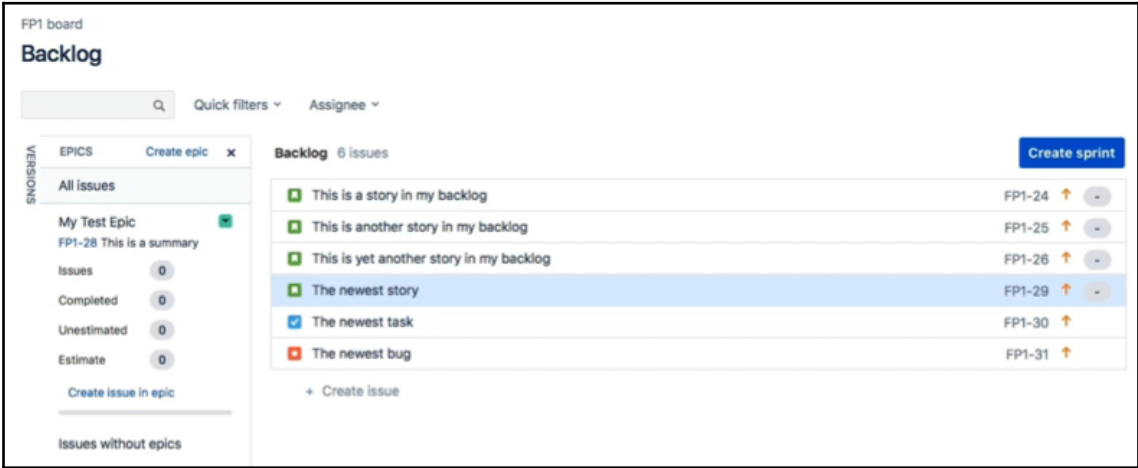 FP1 board
Backlog
Quick filters Assignee
VERSIONS
EPICS Create epic x
All issues
My Test Epic
FP1-28 This is a summary
Issues 0
Completed 0
Unestimated 0
Estimate 0
Create issue in epic
Issues without epics
Backlog 6 issues
Create sprint
This is a story in my backlog FP1-24 -
This is another story in my backlog FP1-25 -
This is yet another story in my backlog FP1-26 -
The newest story FP1-29 -
The newest task FP1-30
The newest bug FP1-31
+ Create issue